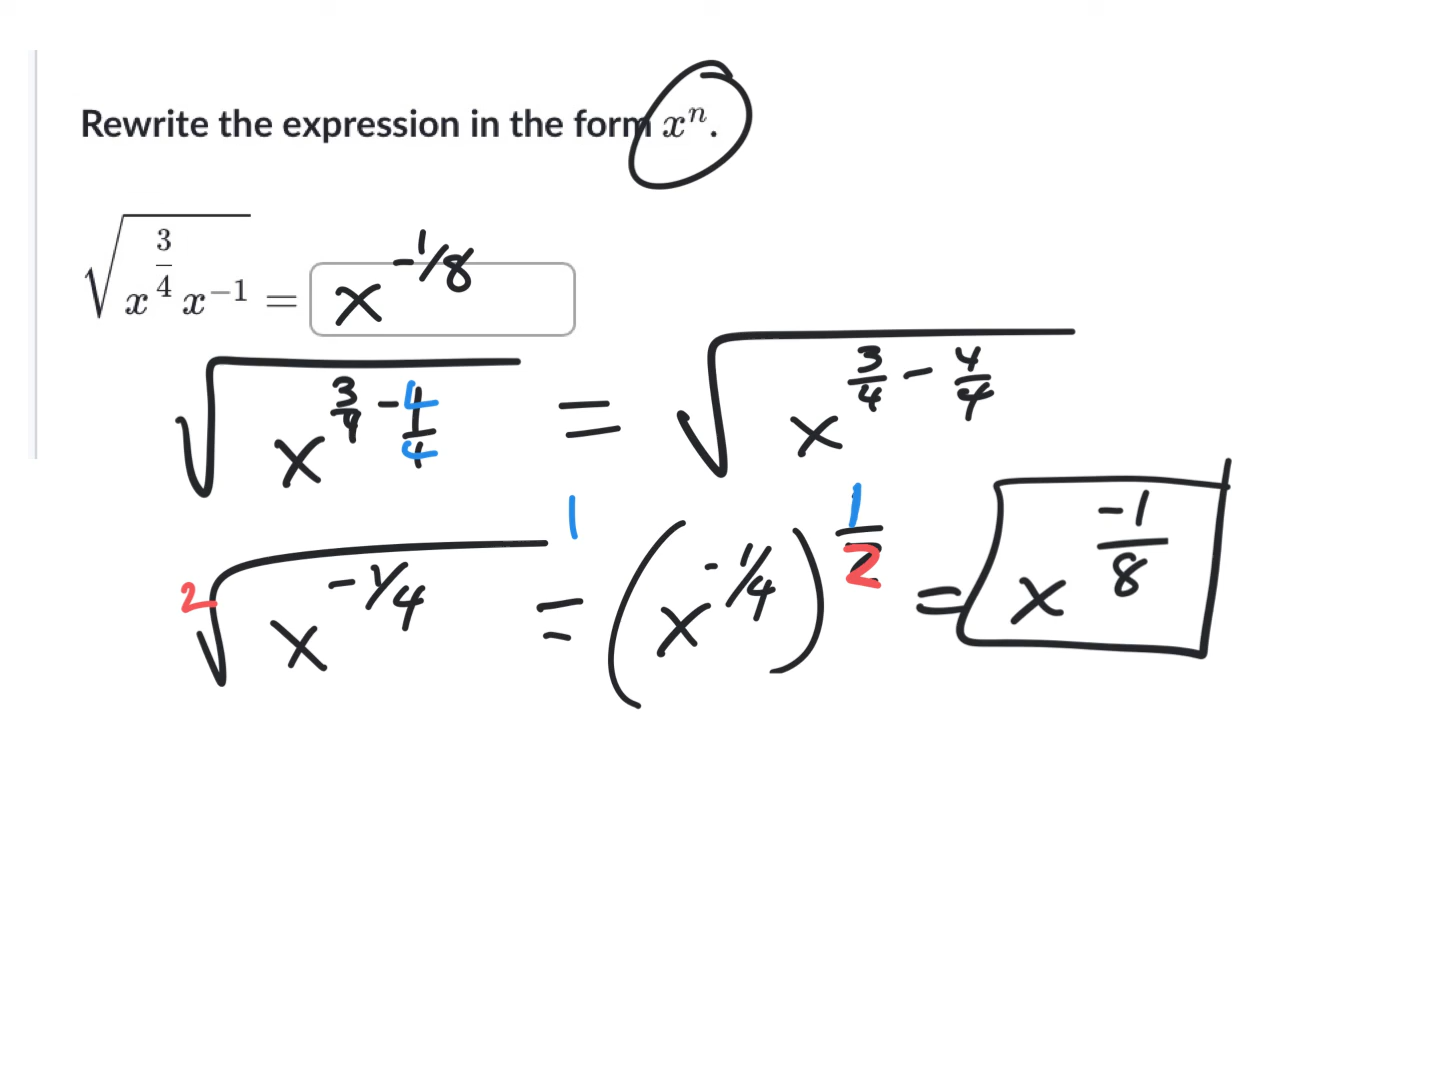 Rewrite the expression in the form xⁿ.
√(x^(3/4) x^(−1)) = x^(-1/8)
√(x^(3/4 - 4/4)) = √(x^(3/4 - 4/4))
²√(x^(-1/4)) ¹ = (x^(-1/4))^(1/2) = x^(-1/8)